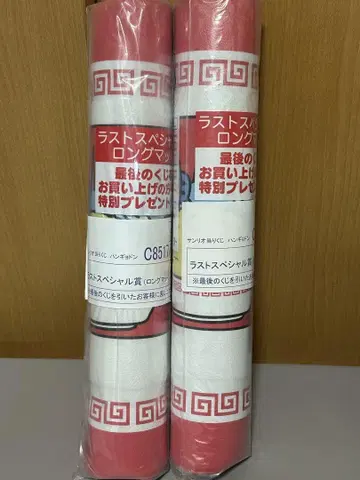 ラストスペシャ
ロングマッ
最後のくじ
お買い上げの
特別プレゼント
サンリオ当りくじ ハンギョドン
C8517
ラストスペシャル賞(ロングマッ
※最後のくじを引いたお客様に
ラストスペシ
ロングマッ
最後のくじ
お買い上げ
特別プレゼン
サンリオ当りくじ ハンギョドン
ラストスペシャル賞
※最後のくじを引いた